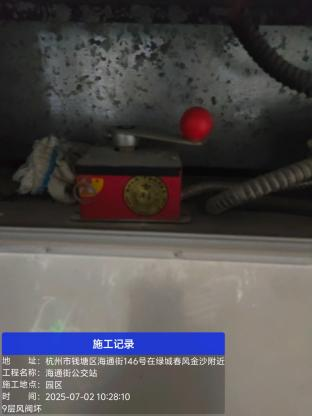 施工记录
地 址：杭州市钱塘区海通街146号在绿城春风金沙附近
工程名称：海通街公交站
施工地点：园区
时 间：2025-07-02 10:28:10
9层风阀坏